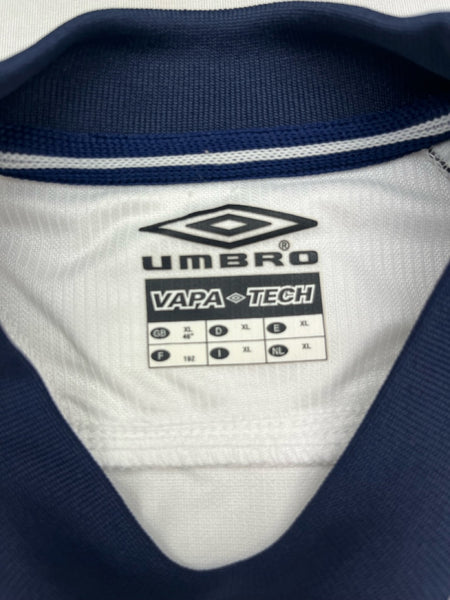 UMBRO®
VAPA TECH
GB XL 46" D XL E XL
F 192 I XL NL XL